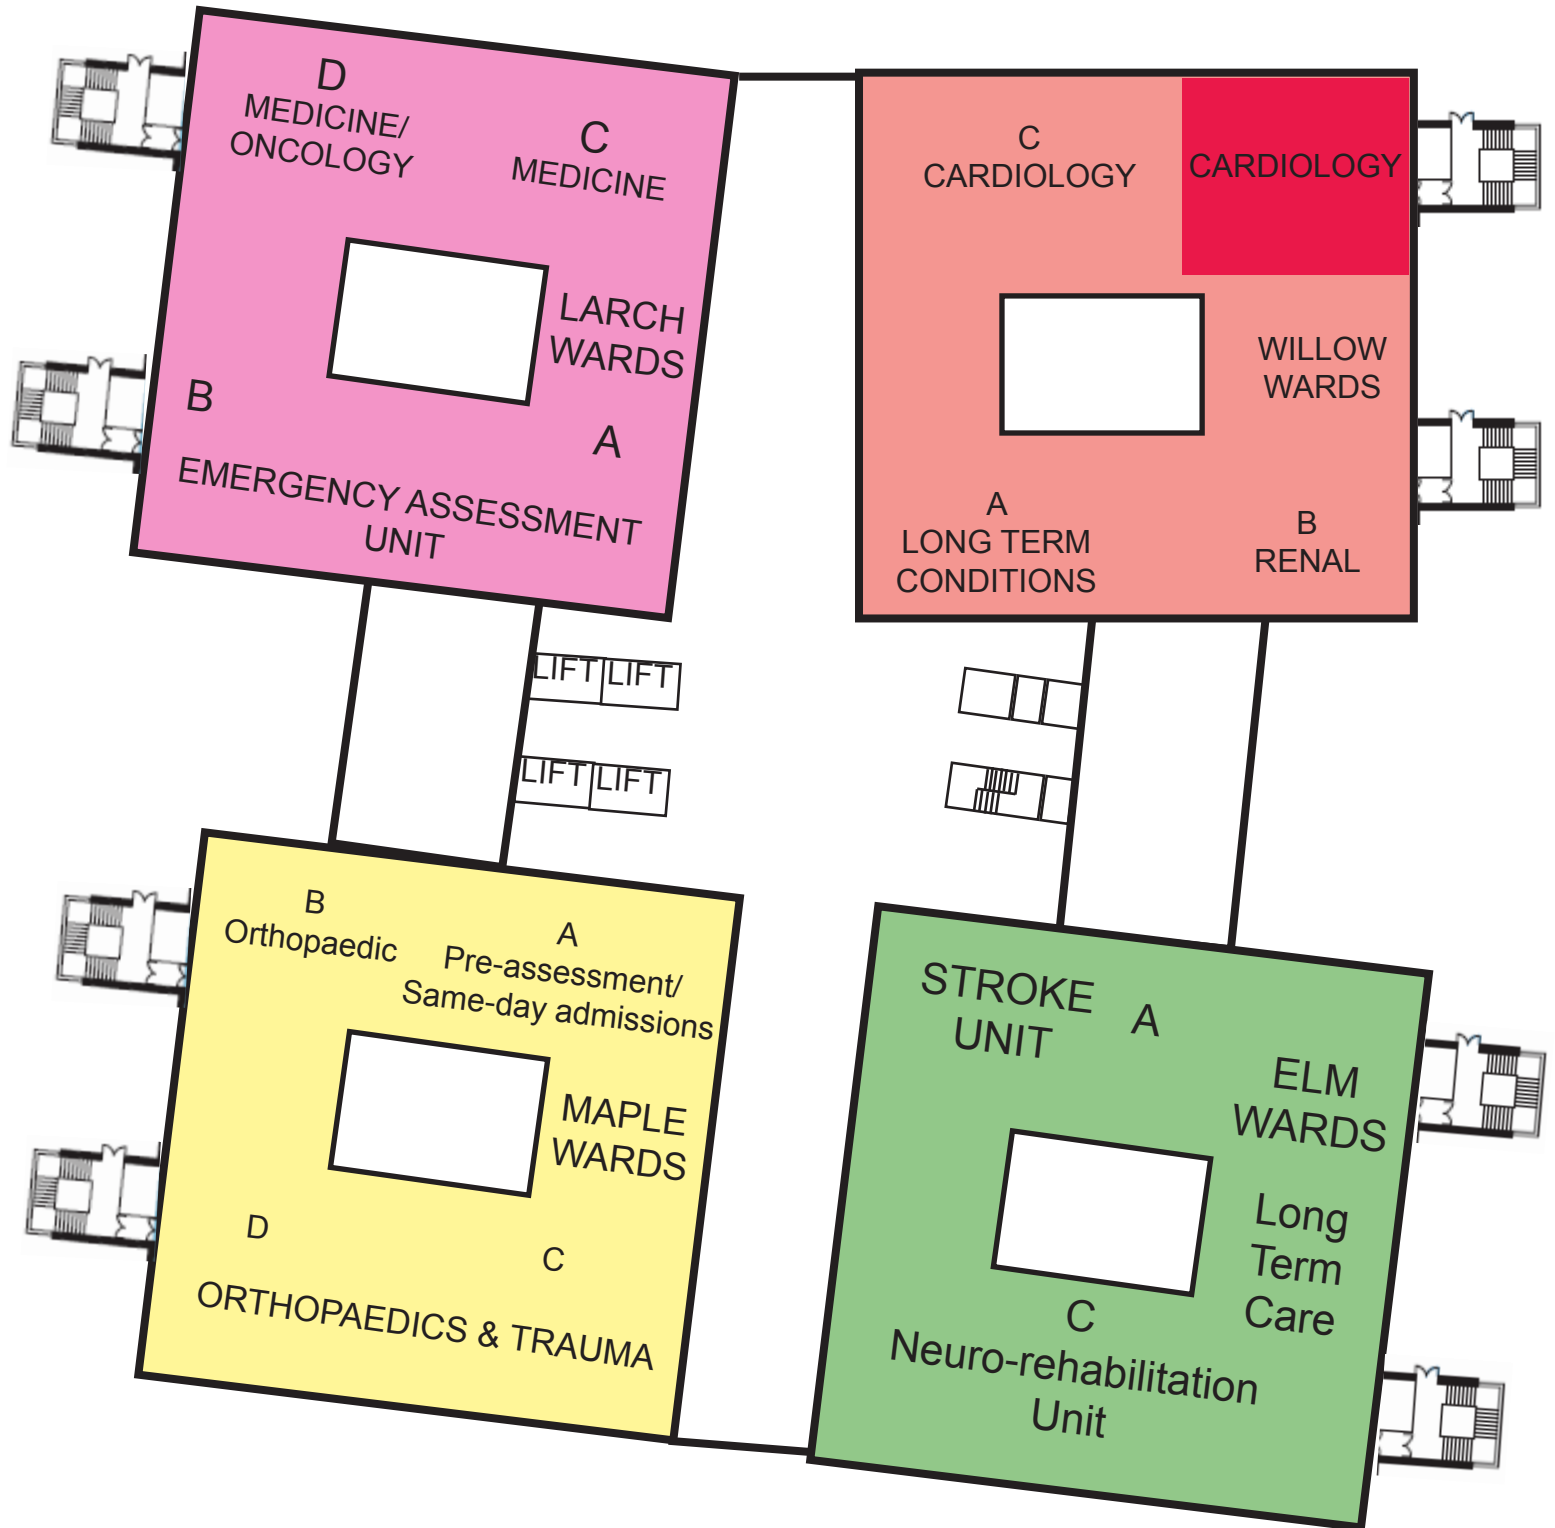 D
MEDICINE/
ONCOLOGY
C
MEDICINE
LARCH
WARDS
B
A
EMERGENCY ASSESSMENT
UNIT
C
CARDIOLOGY
CARDIOLOGY
WILLOW
WARDS
A
LONG TERM
CONDITIONS
B
RENAL
LIFT LIFT
LIFT LIFT
B
Orthopaedic
A
Pre-assessment/
Same-day admissions
MAPLE
WARDS
D
C
ORTHOPAEDICS & TRAUMA
STROKE
UNIT
A
ELM
WARDS
Long
Term
Care
C
Neuro-rehabilitation
Unit